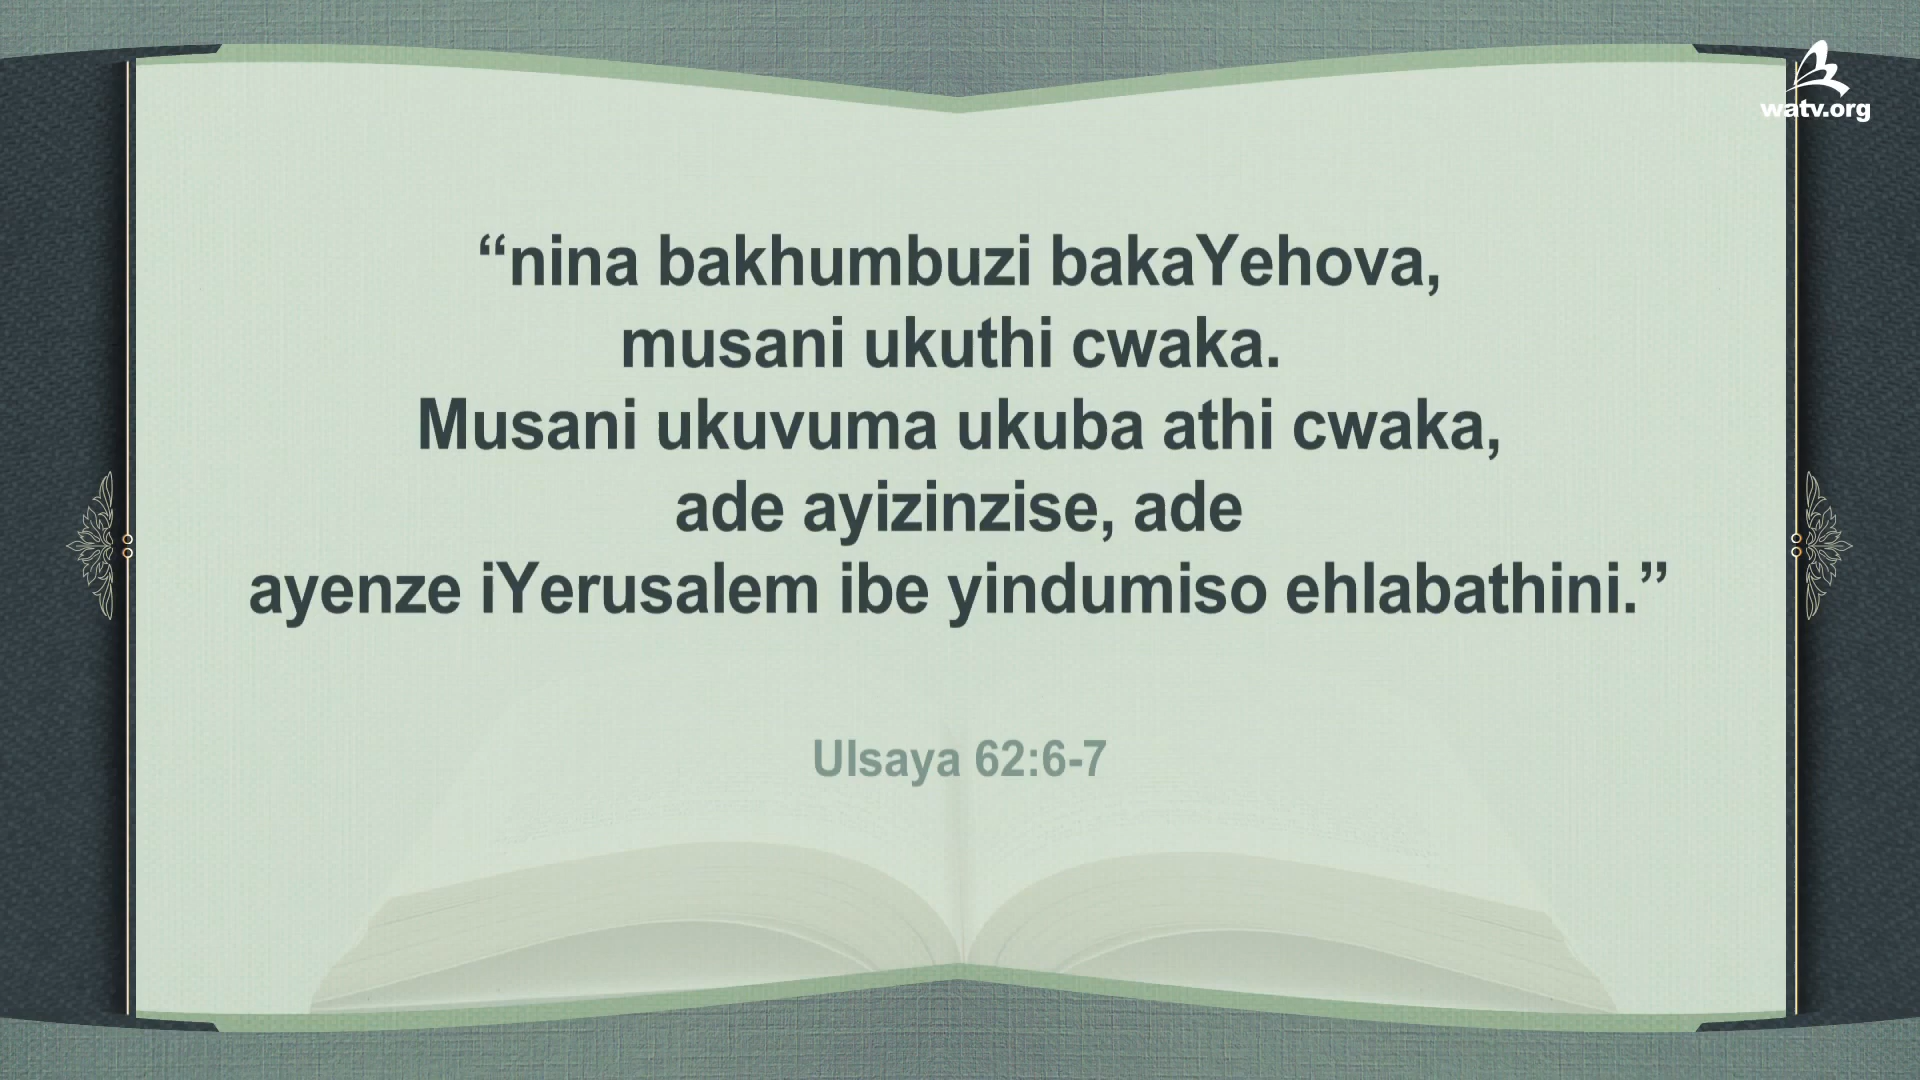 watv.org
“nina bakhumbuzi bakaYehova,
musani ukuthi cwaka.
Musani ukuvuma ukuba athi cwaka,
ade ayizinzise, ade
ayenze iYerusalem ibe yindumiso ehlabathini.”
UIsaya 62:6-7